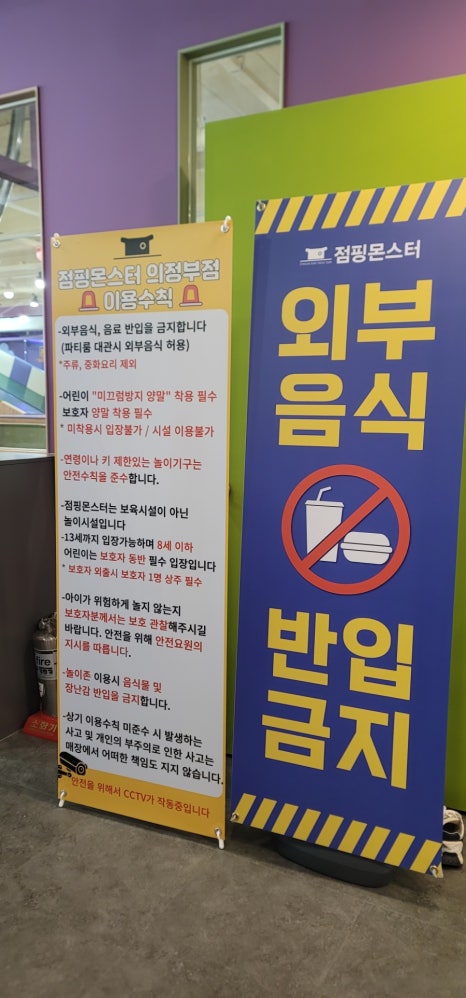 점핑몬스터 의정부점
이용수칙
-외부음식, 음료 반입을 금지합니다
(파티룸 대관시 외부음식 허용)
*주류, 중화요리 제외
-어린이 "미끄럼방지 양말" 착용 필수
보호자 양말 착용 필수
* 미착용시 입장불가 / 시설 이용불가
-연령이나 키 제한있는 놀이기구는
안전수칙을 준수합니다.
-점핑몬스터는 보육시설이 아닌
놀이시설입니다
-13세까지 입장가능하며 8세 이하
어린이는 보호자 동반 필수 입장입니다
* 보호자 외출시 보호자 1명 상주 필수
-아이가 위험하게 놀지 않는지
보호자분께서는 보호 관찰해주시길
바랍니다. 안전을 위해 안전요원의
지시를 따릅니다.
-놀이존 이용시 음식물 및
장난감 반입을 금지합니다.
-상기 이용수칙 미준수 시 발생하는
사고 및 개인의 부주의로 인한 사고는
매장에서 어떠한 책임도 지지 않습니다.
안전을 위해서 CCTV가 작동중입니다
점핑몬스터
외부
음식
반입
금지
Fire
소화기